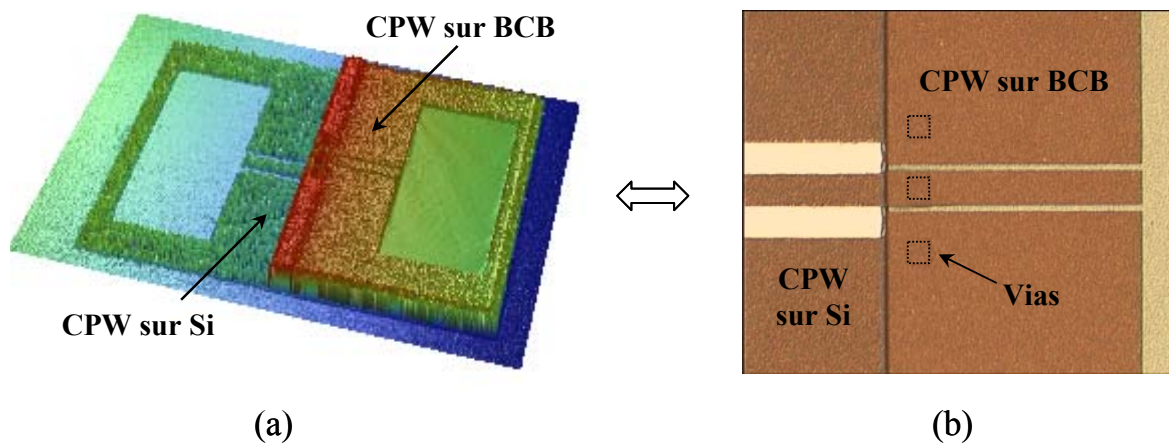 CPW sur BCB
CPW sur Si
(a)
CPW sur BCB
CPW
sur Si
Vias
(b)